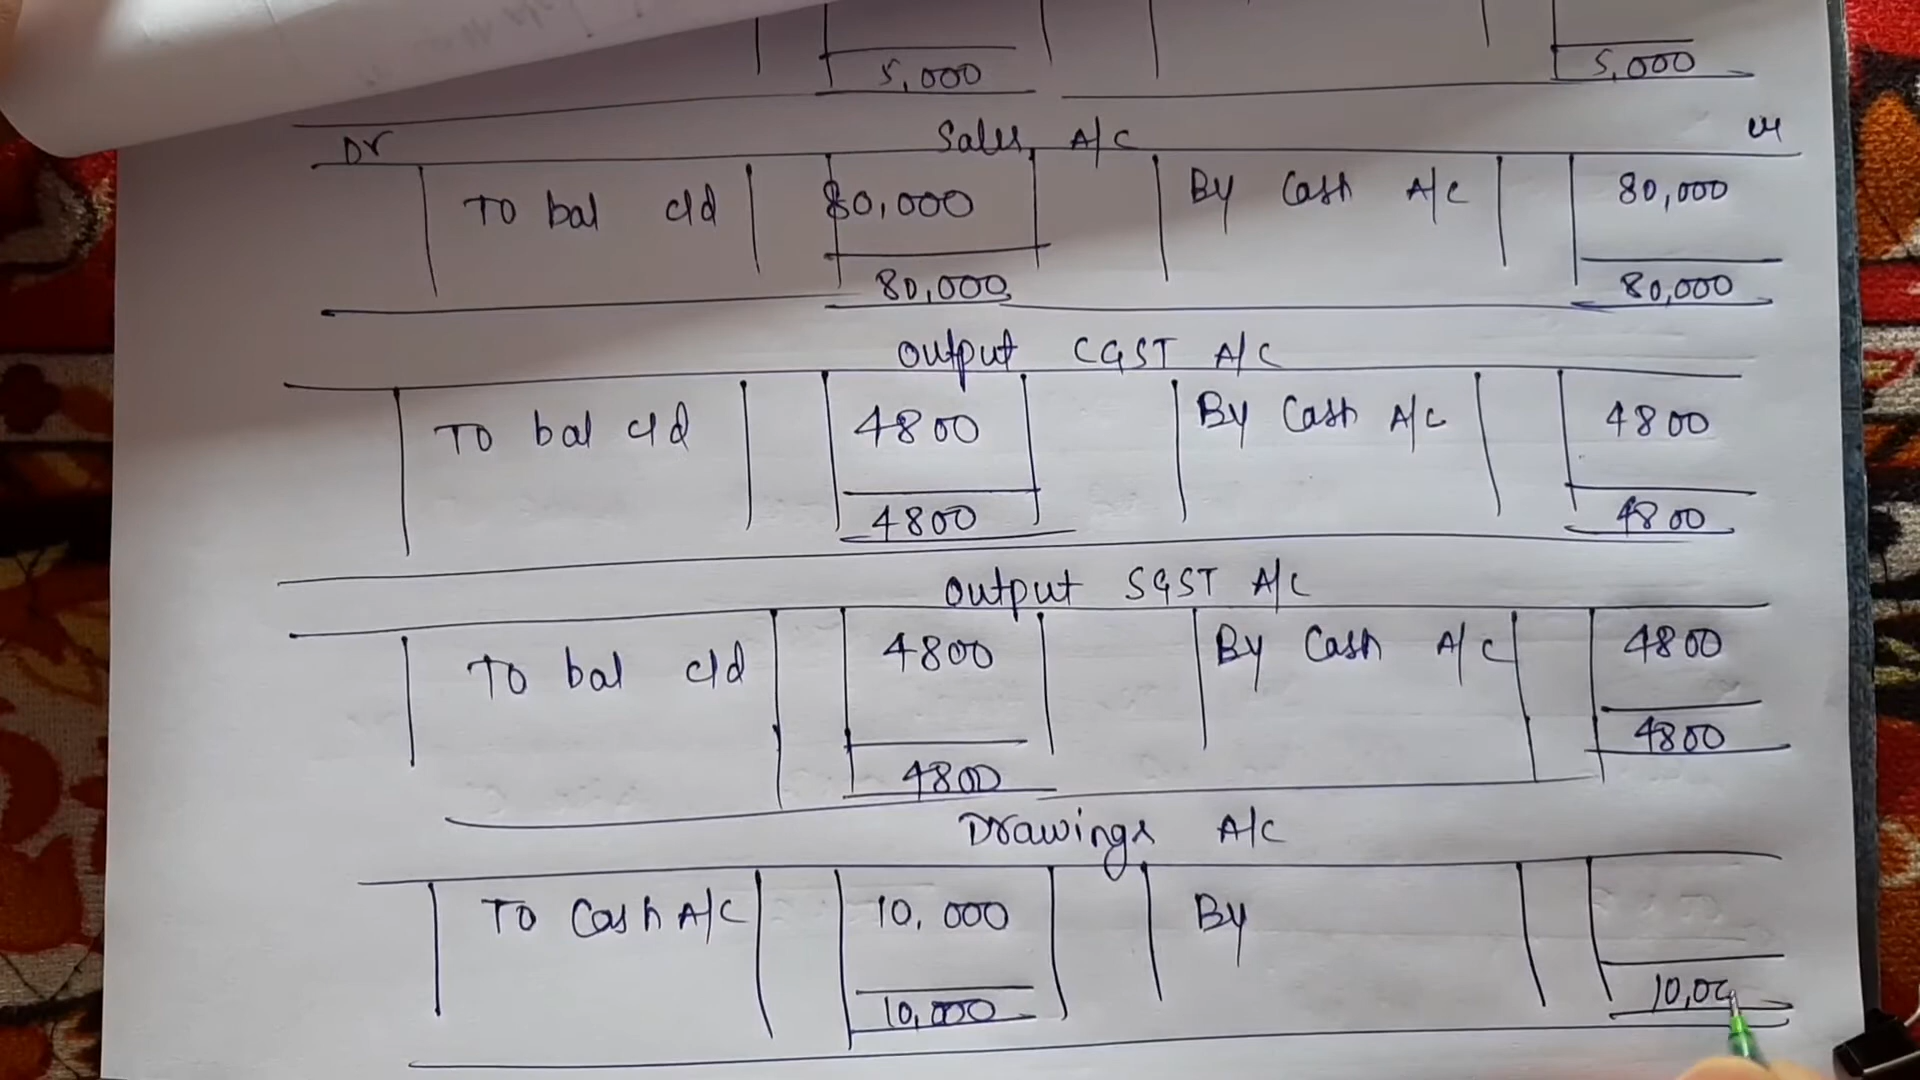 5,000 5,000
Dr Sales A/C
To bal c/d 80,000 By Cash A/C 80,000
80,000 80,000
Output CGST A/C
To bal c/d 4800 By Cash A/C 4800
4800 4800
Output SGST A/C
To bal c/d 4800 By Cash A/C 4800
4800 4800
Drawings A/C
To Cash A/C 10,000 By
10,000 10,00